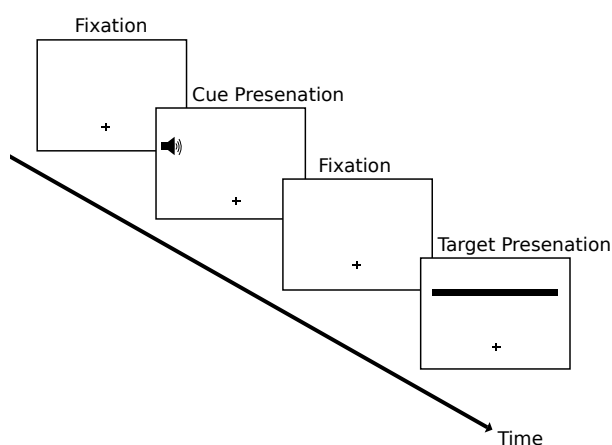 Fixation
Cue Presenation
Fixation
Target Presenation
Time